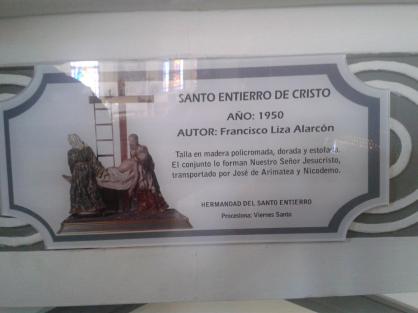 SANTO ENTIERRO DE CRISTO
AÑO: 1950
AUTOR: Francisco Liza Alarcón
Talla en madera policromada, dorada y estofada.
El conjunto lo forman Nuestro Señor Jesucristo,
transportado por José de Arimatea y Nicodemo.
HERMANDAD DEL SANTO ENTIERRO
Procesiona: Viernes Santo